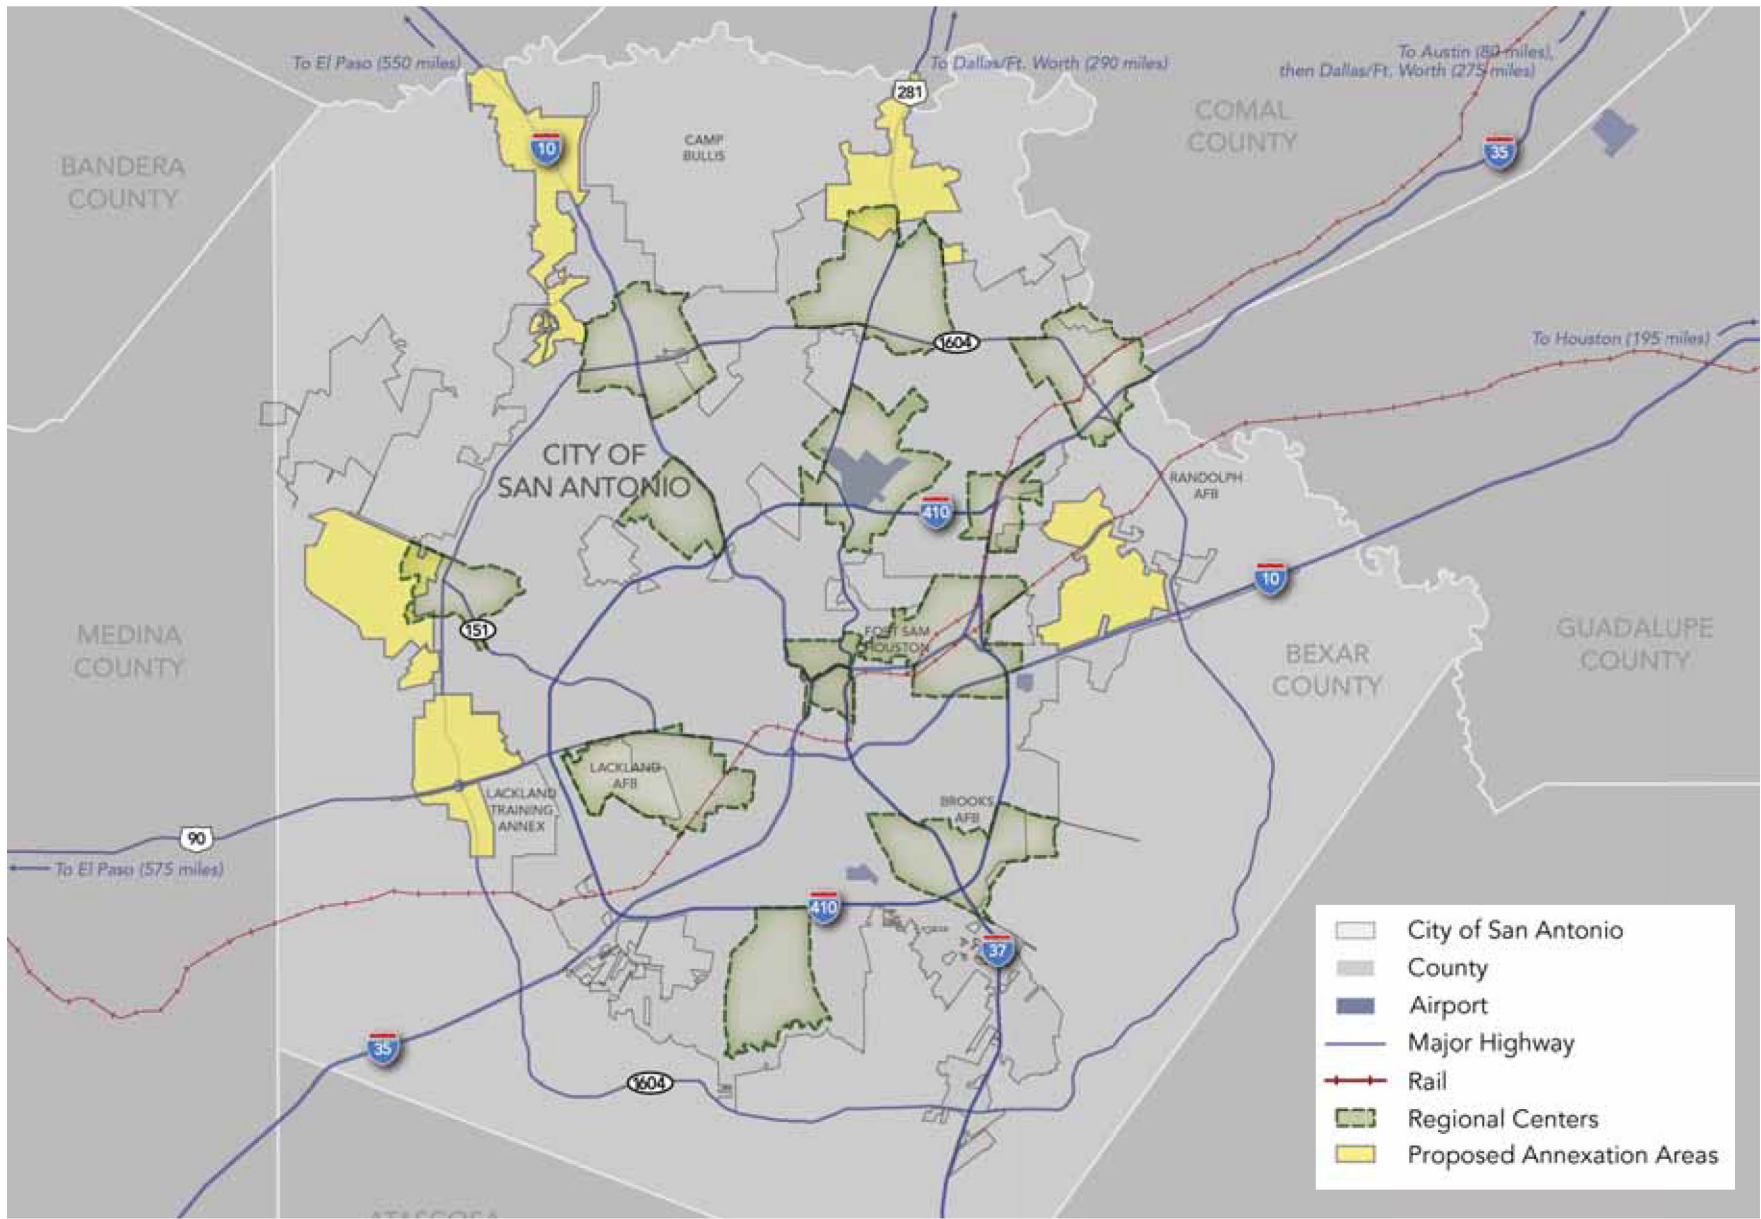 To El Paso (550 miles)
To Dallas/Ft. Worth (290 miles)
To Austin (80 miles),
then Dallas/Ft. Worth (275 miles)
281
COMAL
COUNTY
CAMP
BULLIS
10
35
BANDERA
COUNTY
To Houston (195 miles)
1604
CITY OF
SAN ANTONIO
RANDOLPH
AFB
410
10
151
FORT SAM
HOUSTON
MEDINA
COUNTY
GUADALUPE
COUNTY
BEXAR
COUNTY
LACKLAND
AFB
LACKLAND
TRAINING
ANNEX
BROOKS
AFB
90
To El Paso (575 miles)
410
37
35
1604
City of San Antonio
County
Airport
Major Highway
Rail
Regional Centers
Proposed Annexation Areas
ATASCOSA